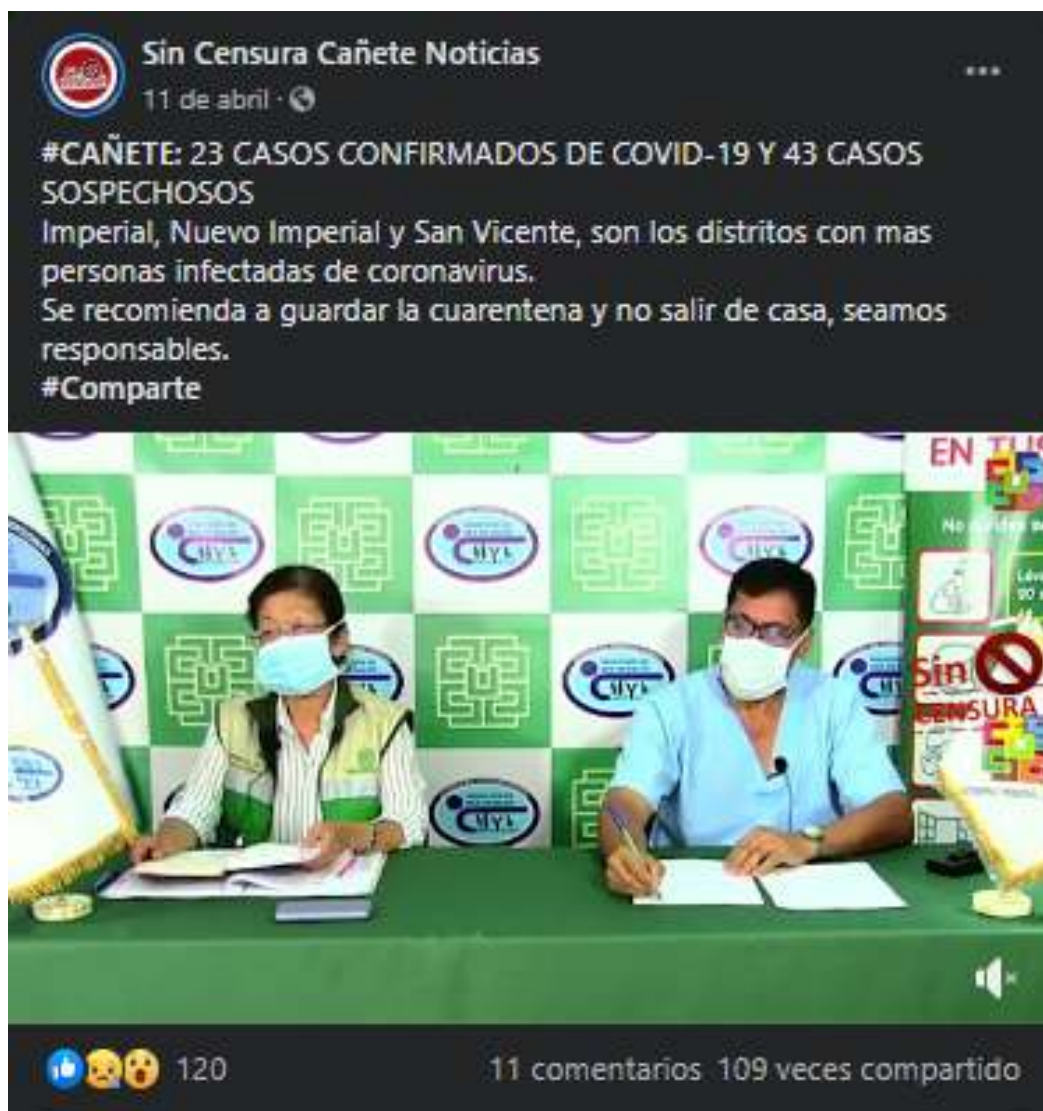 Sin Censura Cañete Noticias
11 de abril ·
#CAÑETE: 23 CASOS CONFIRMADOS DE COVID-19 Y 43 CASOS
SOSPECHOSOS
Imperial, Nuevo Imperial y San Vicente, son los distritos con mas
personas infectadas de coronavirus.
Se recomienda a guardar la cuarentena y no salir de casa, seamos
responsables.
#Comparte
EN TUS
No
Sin
CENSURA
120
11 comentarios 109 veces compartido